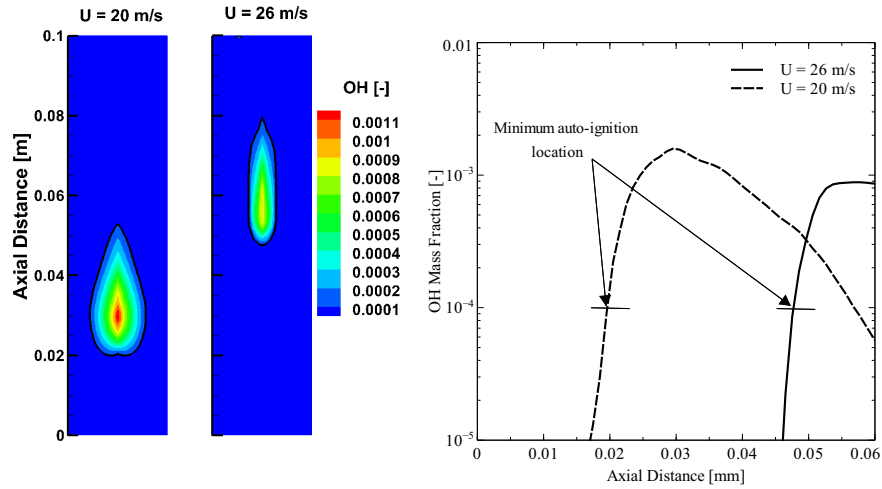 U = 20 m/s
U = 26 m/s
0.1
0.08
0.06
0.04
0.02
0
Axial Distance [m]
OH [-]
0.0011
0.001
0.0009
0.0008
0.0007
0.0006
0.0005
0.0004
0.0003
0.0002
0.0001
0.01
10-3
10-4
10-5
OH Mass Fraction [-]
U = 26 m/s
U = 20 m/s
Minimum auto-ignition
location
0
0.01
0.02
0.03
0.04
0.05
0.06
Axial Distance [mm]